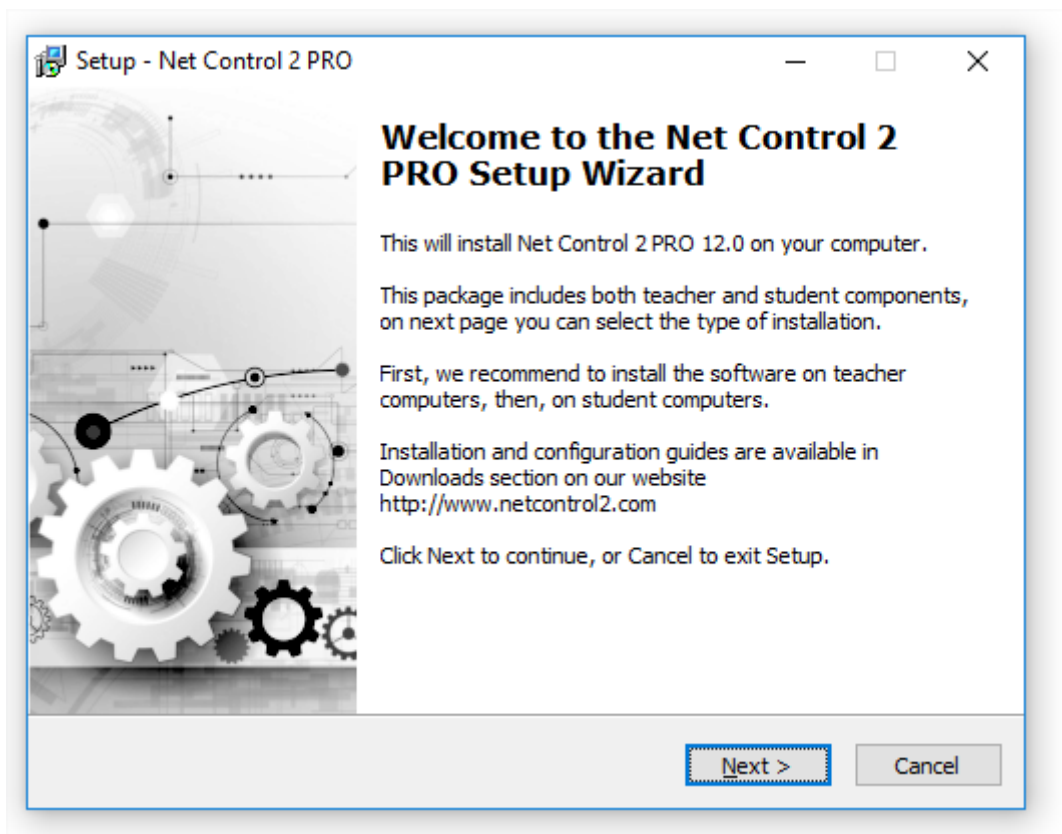 Setup - Net Control 2 PRO
Welcome to the Net Control 2
PRO Setup Wizard
This will install Net Control 2 PRO 12.0 on your computer.
This package includes both teacher and student components,
on next page you can select the type of installation.
First, we recommend to install the software on teacher
computers, then, on student computers.
Installation and configuration guides are available in
Downloads section on our website
http://www.netcontrol2.com
Click Next to continue, or Cancel to exit Setup.
Next >
Cancel